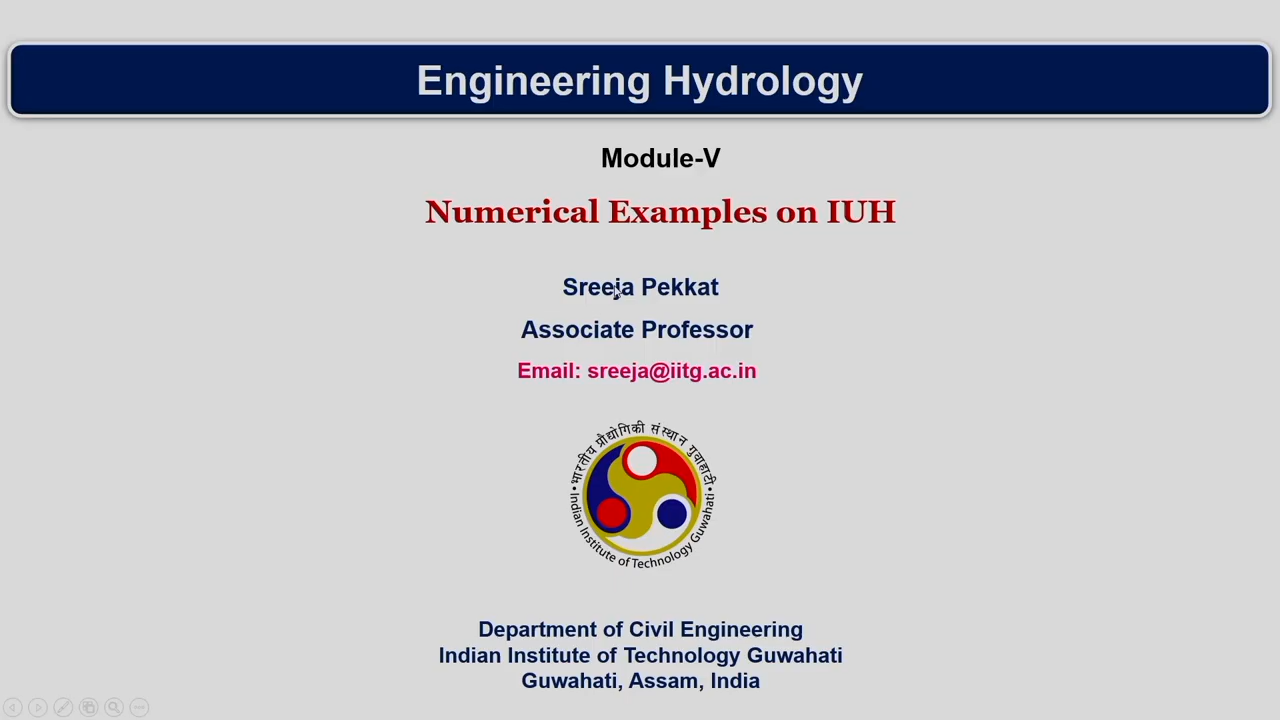 Engineering Hydrology
Module-V
Numerical Examples on IUH
Sreeja Pekkat
Associate Professor
Email: sreeja@iitg.ac.in
भारतीय प्रौद्योगिकी संस्थान गुवाहाटी
Indian Institute of Technology Guwahati
Department of Civil Engineering
Indian Institute of Technology Guwahati
Guwahati, Assam, India